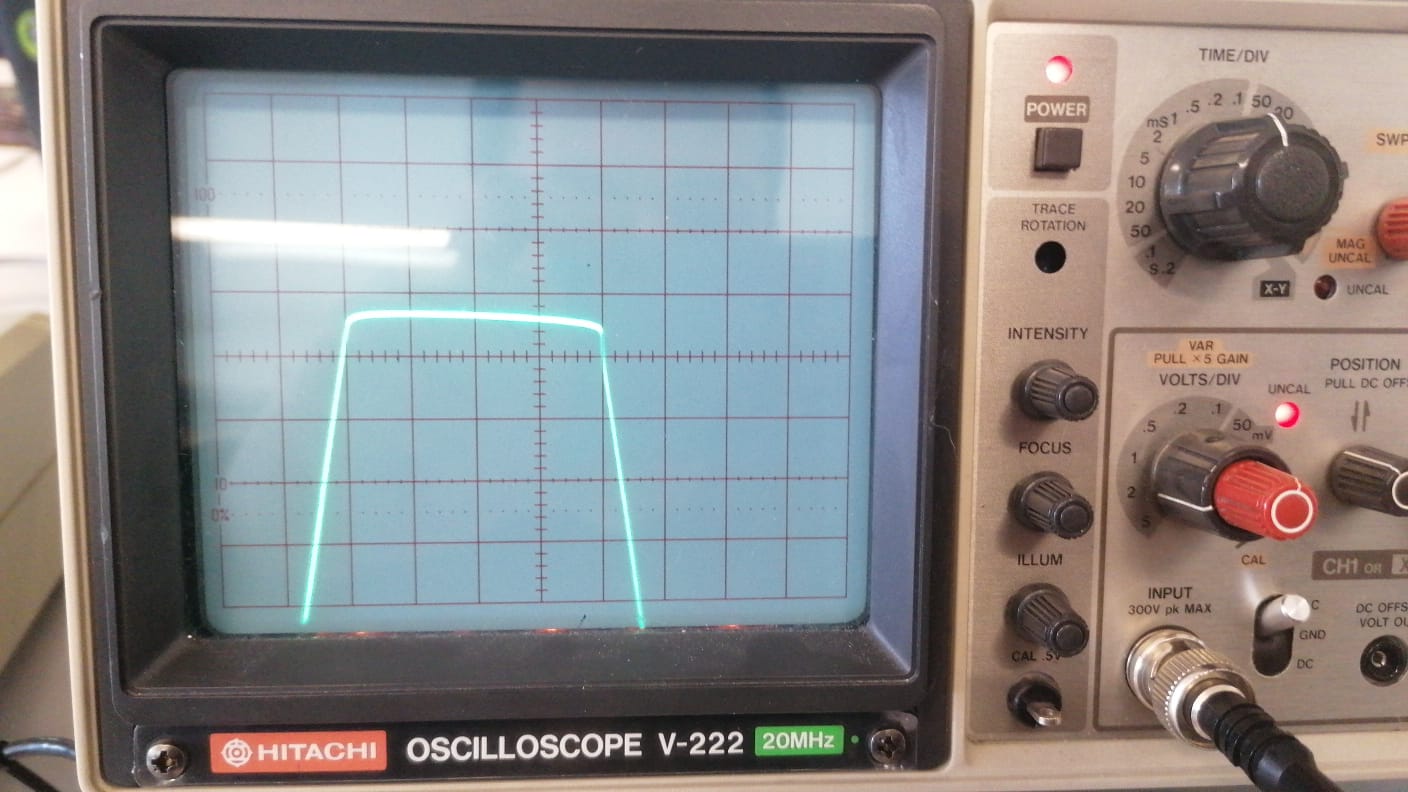 100
10
0%
HITACHI OSCILLOSCOPE V-222 20MHz
POWER
TRACE
ROTATION
INTENSITY
FOCUS
ILLUM
CAL .5V
TIME/DIV
.5 .2 .1 50 20
mS 1
2
5
10
20
50
.1
S .2
X-Y
SWP
MAG
UNCAL
UNCAL
VAR
PULL ×5 GAIN
VOLTS/DIV
UNCAL
.5 .2 .1 50 mV
1
2
5
CAL
POSITION
PULL DC OFF
CH1 OR X
INPUT
300V pk MAX
C
GND
DC
DC OFFS
VOLT OU